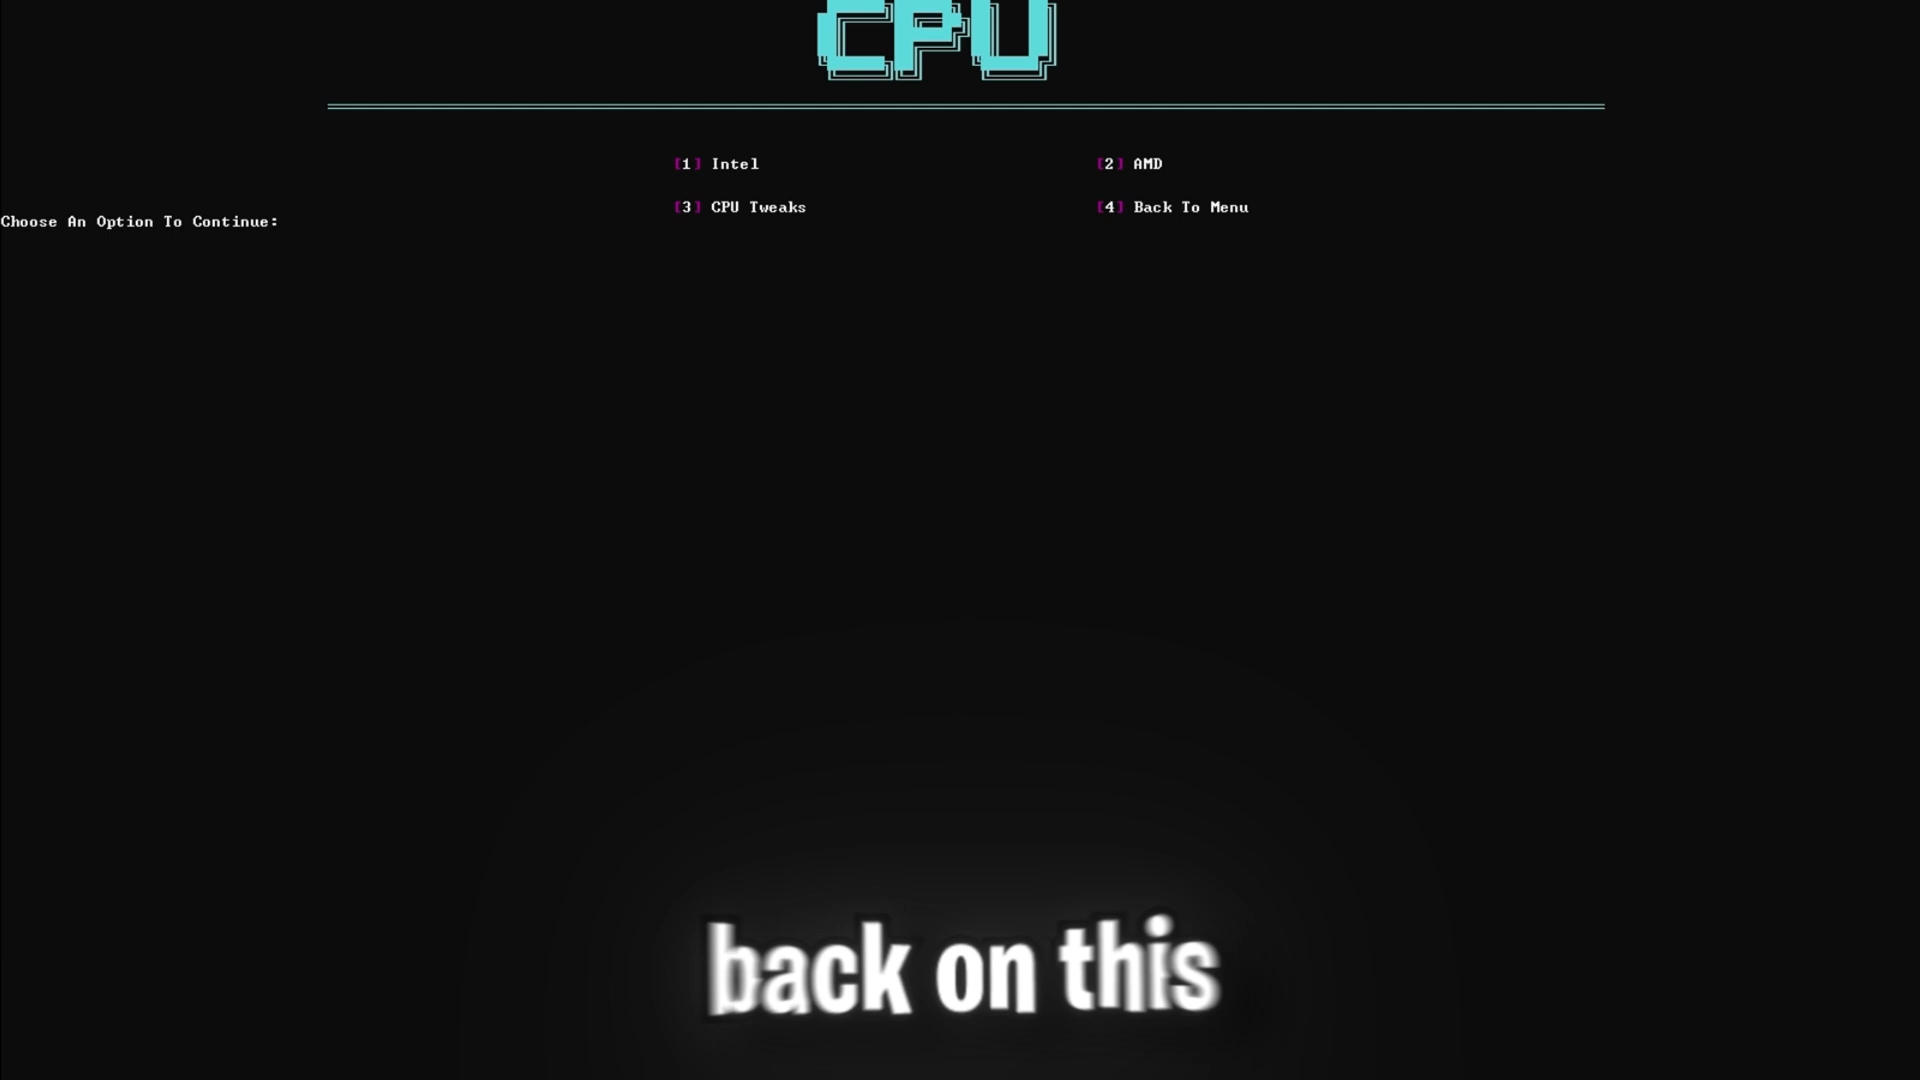 CPU
[1] Intel [2] AMD
[3] CPU Tweaks [4] Back To Menu
Choose An Option To Continue:
back on this